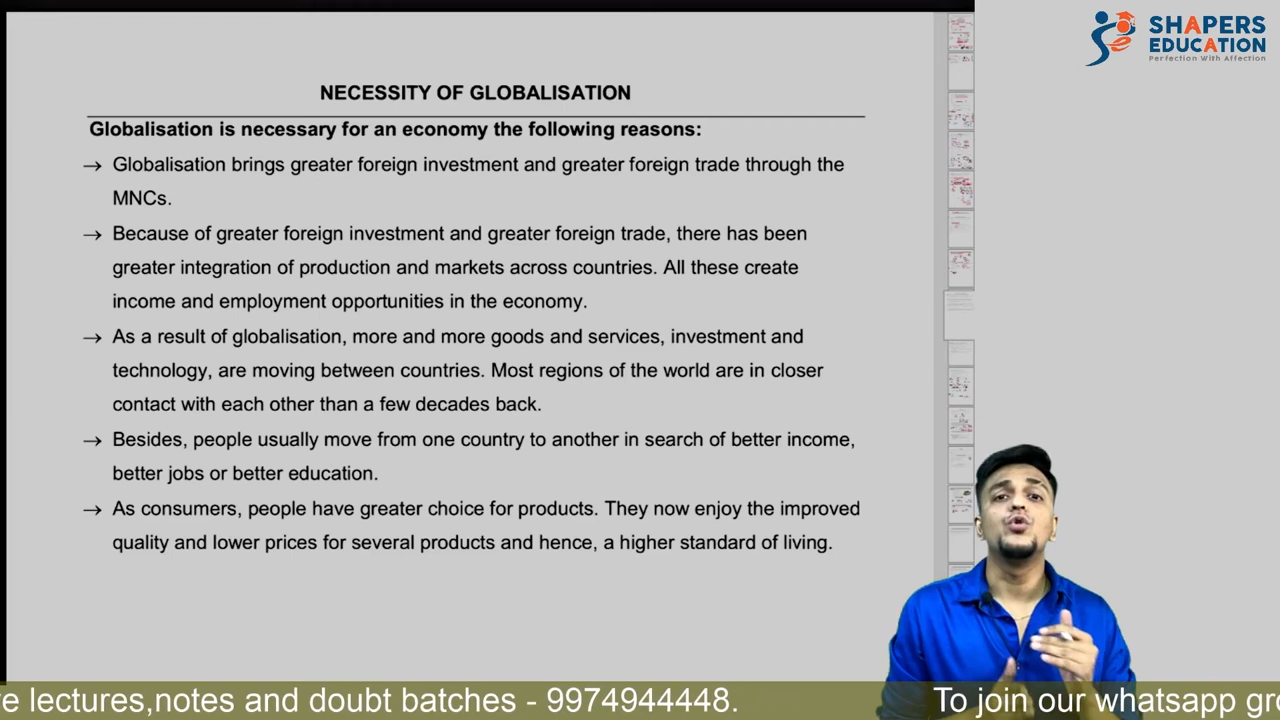 SHAPERS
EDUCATION
Perfection With Affection
NECESSITY OF GLOBALISATION
Globalisation is necessary for an economy the following reasons:
→ Globalisation brings greater foreign investment and greater foreign trade through the
MNCs.
→ Because of greater foreign investment and greater foreign trade, there has been
greater integration of production and markets across countries. All these create
income and employment opportunities in the economy.
→ As a result of globalisation, more and more goods and services, investment and
technology, are moving between countries. Most regions of the world are in closer
contact with each other than a few decades back.
→ Besides, people usually move from one country to another in search of better income,
better jobs or better education.
→ As consumers, people have greater choice for products. They now enjoy the improved
quality and lower prices for several products and hence, a higher standard of living.
e lectures,notes and doubt batches - 9974944448. To join our whatsapp gr